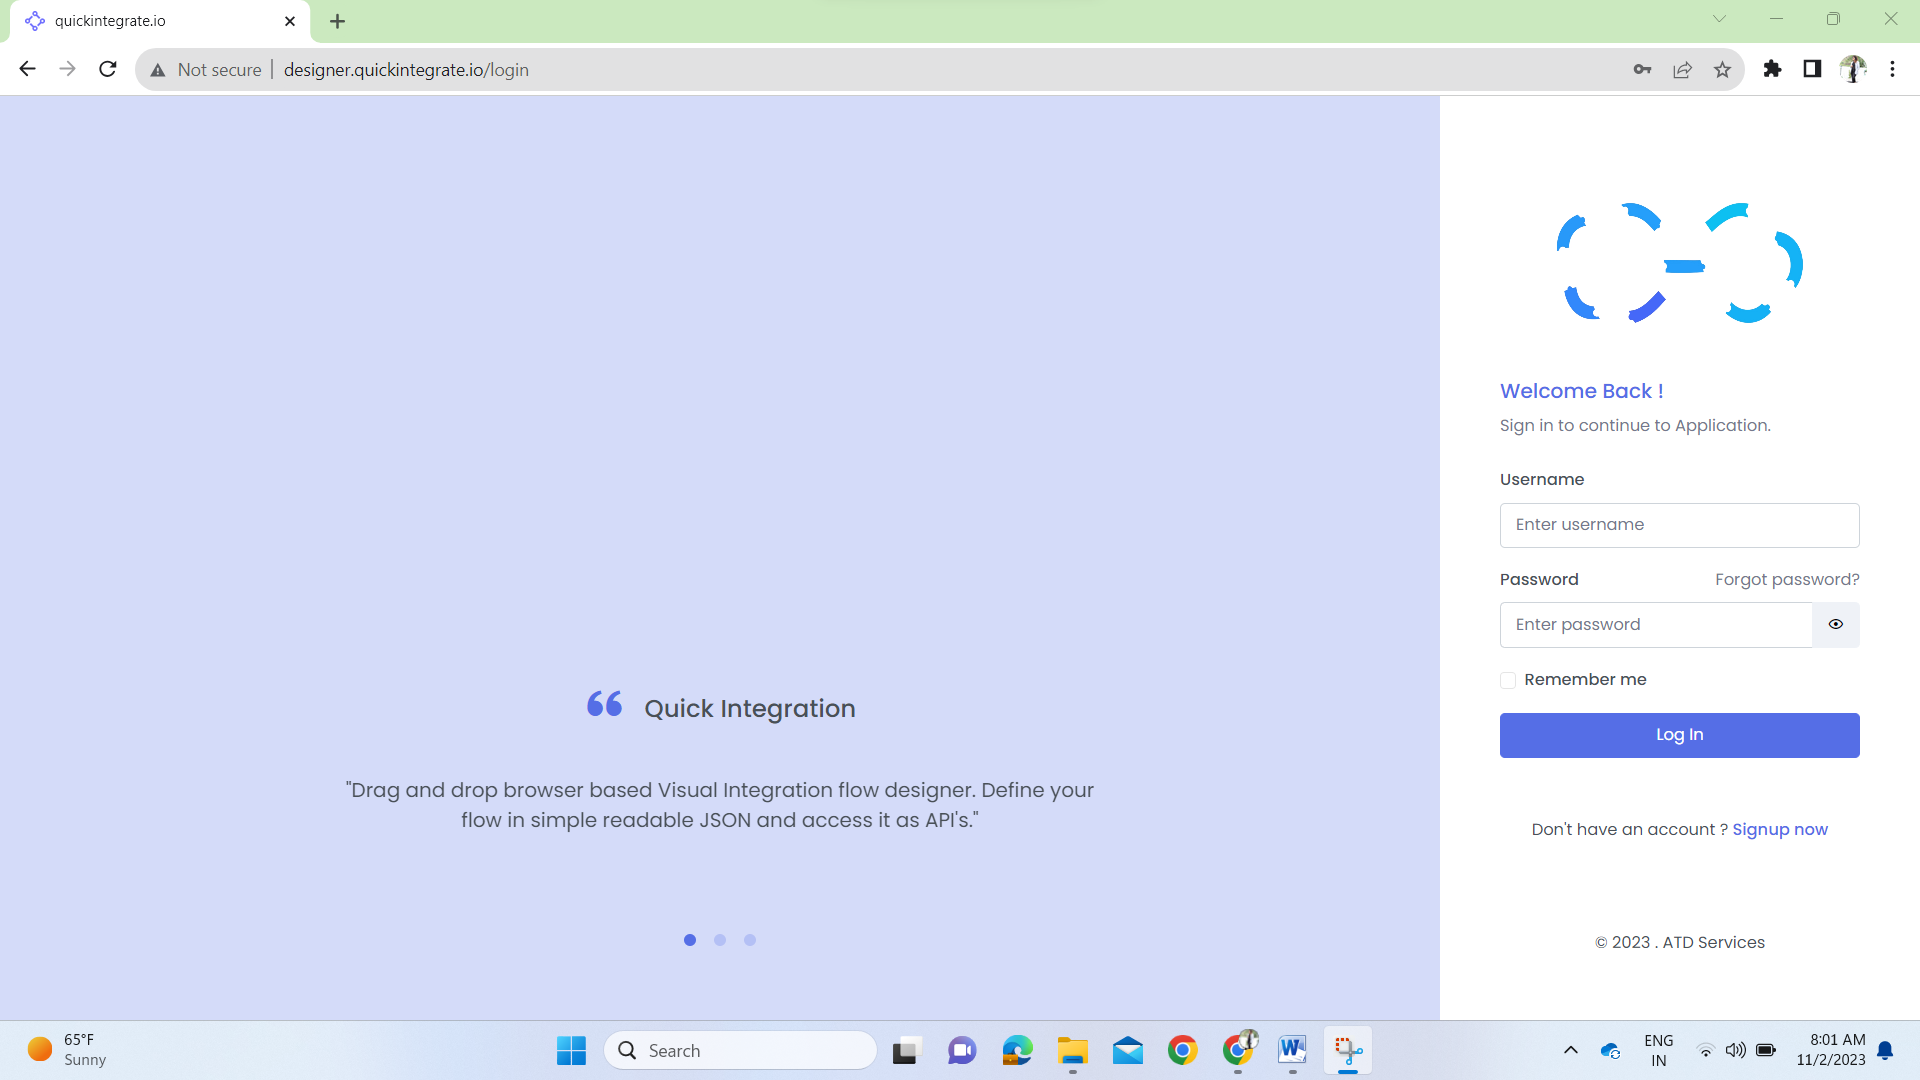 quickintegrate.io
Not secure
designer.quickintegrate.io/login
Welcome Back !
Sign in to continue to Application.
Username
Enter username
Password
Forgot password?
Enter password
Remember me
Log In
Don't have an account ? Signup now
© 2023 . ATD Services
“ Quick Integration
"Drag and drop browser based Visual Integration flow designer. Define your
flow in simple readable JSON and access it as API's."
65°F
Sunny
Search
W
ENG
IN
8:01 AM
11/2/2023